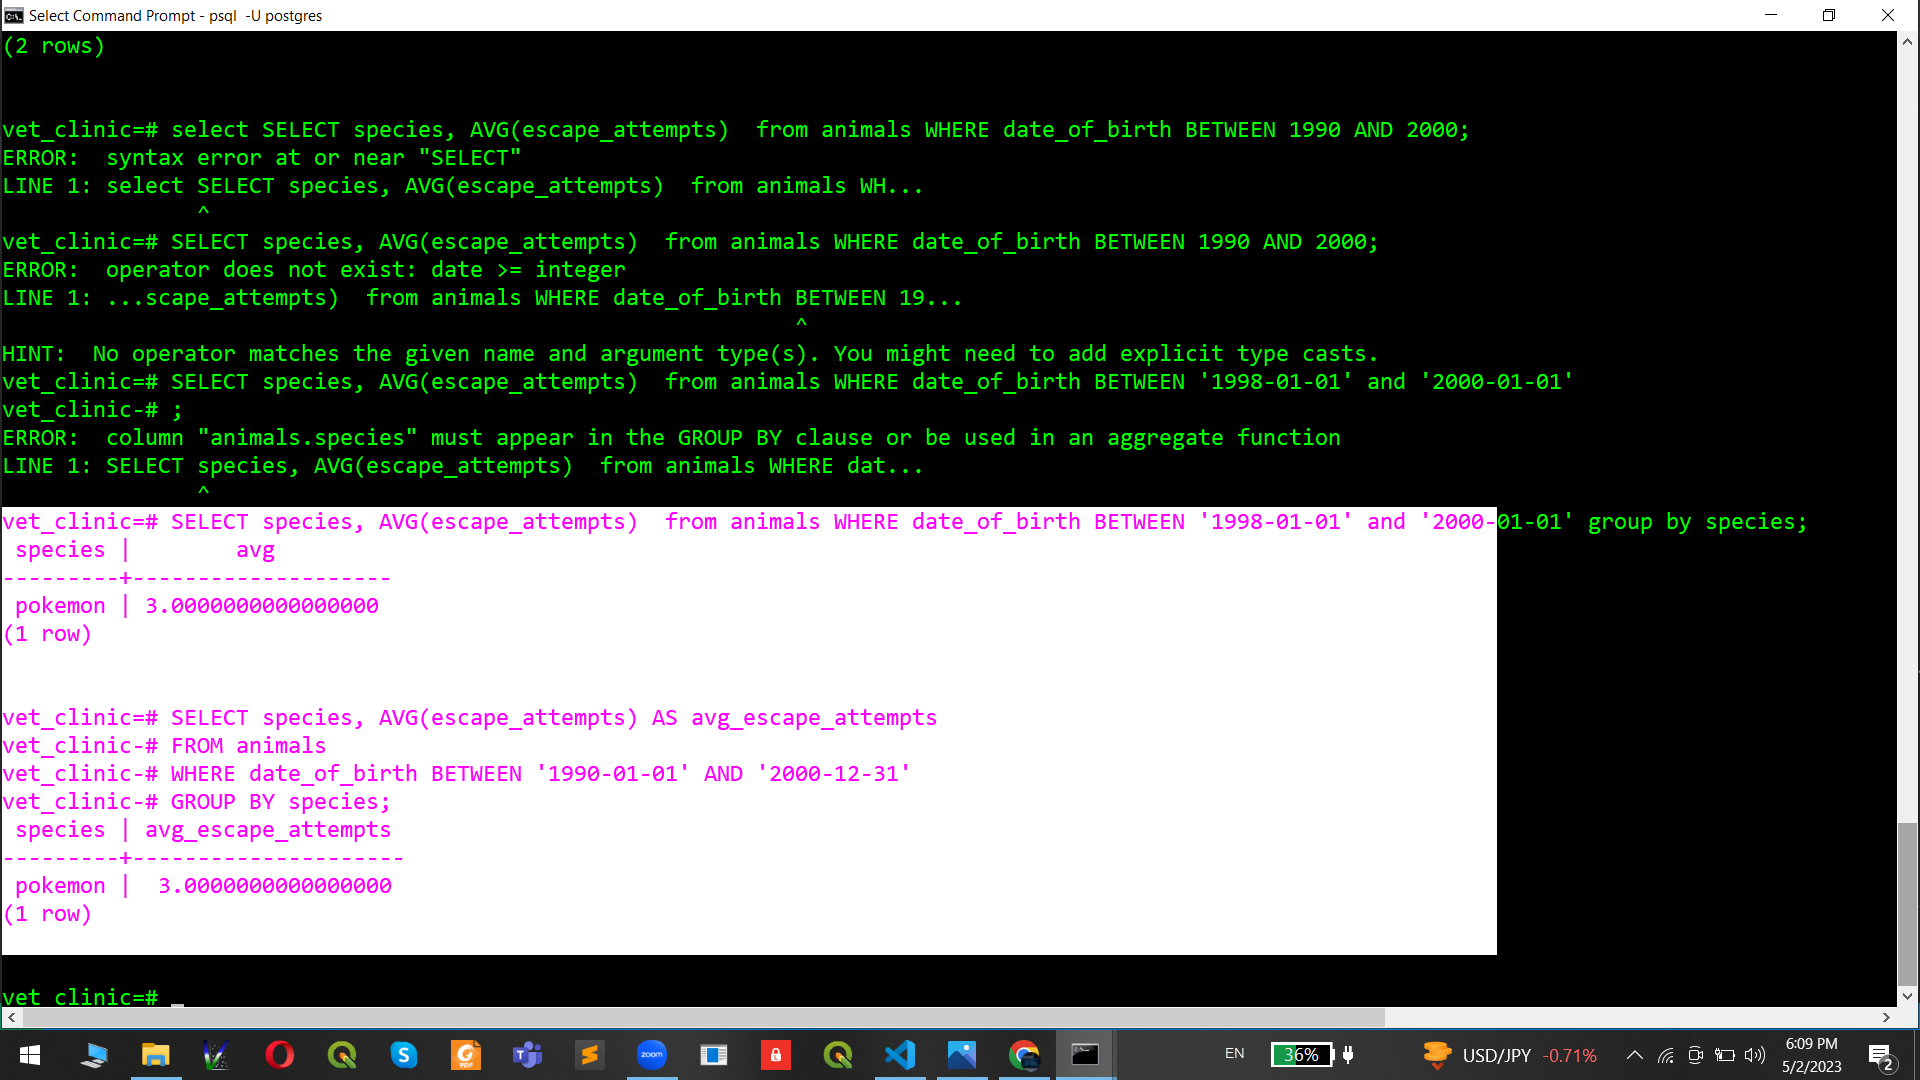 Select Command Prompt - psql  -U postgres
(2 rows)
vet_clinic=# select SELECT species, AVG(escape_attempts)  from animals WHERE date_of_birth BETWEEN 1990 AND 2000;
ERROR:  syntax error at or near "SELECT"
LINE 1: select SELECT species, AVG(escape_attempts)  from animals WH...
^
vet_clinic=# SELECT species, AVG(escape_attempts)  from animals WHERE date_of_birth BETWEEN 1990 AND 2000;
ERROR:  operator does not exist: date >= integer
LINE 1: ...scape_attempts)  from animals WHERE date_of_birth BETWEEN 19...
^
HINT:  No operator matches the given name and argument type(s). You might need to add explicit type casts.
vet_clinic=# SELECT species, AVG(escape_attempts)  from animals WHERE date_of_birth BETWEEN '1998-01-01' and '2000-01-01'
vet_clinic-# ;
ERROR:  column "animals.species" must appear in the GROUP BY clause or be used in an aggregate function
LINE 1: SELECT species, AVG(escape_attempts)  from animals WHERE dat...
^
vet_clinic=# SELECT species, AVG(escape_attempts)  from animals WHERE date_of_birth BETWEEN '1998-01-01' and '2000-01-01' group by species;
species |        avg
---------+--------------------
pokemon | 3.0000000000000000
(1 row)
vet_clinic=# SELECT species, AVG(escape_attempts) AS avg_escape_attempts
vet_clinic-# FROM animals
vet_clinic-# WHERE date_of_birth BETWEEN '1990-01-01' AND '2000-12-31'
vet_clinic-# GROUP BY species;
species | avg_escape_attempts
---------+---------------------
pokemon |  3.0000000000000000
(1 row)
vet_clinic=# _
zoom
EN
36%
USD/JPY -0.71%
6:09 PM
5/2/2023
2